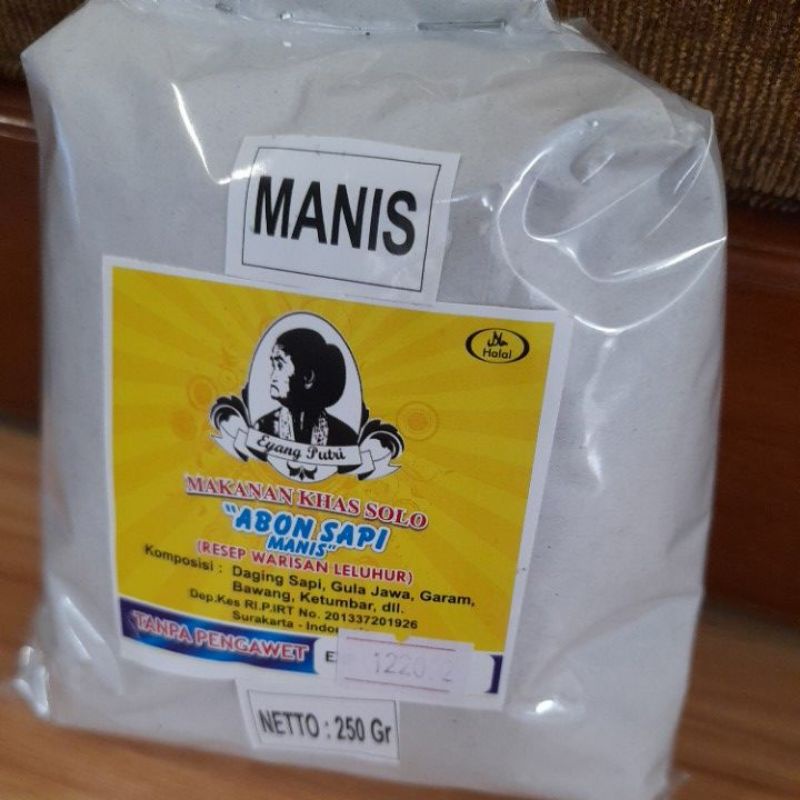 MANIS
حلال
Halal
Eyang Putri
MAKANAN KHAS SOLO
"ABON SAPI
MANIS"
(RESEP WARISAN LELUHUR)
Komposisi : Daging Sapi, Gula Jawa, Garam,
Bawang, Ketumbar, dll.
Dep.Kes RI.P.IRT No. 201337201926
Surakarta -
TANPA PENGAWET
NETTO : 250 Gr